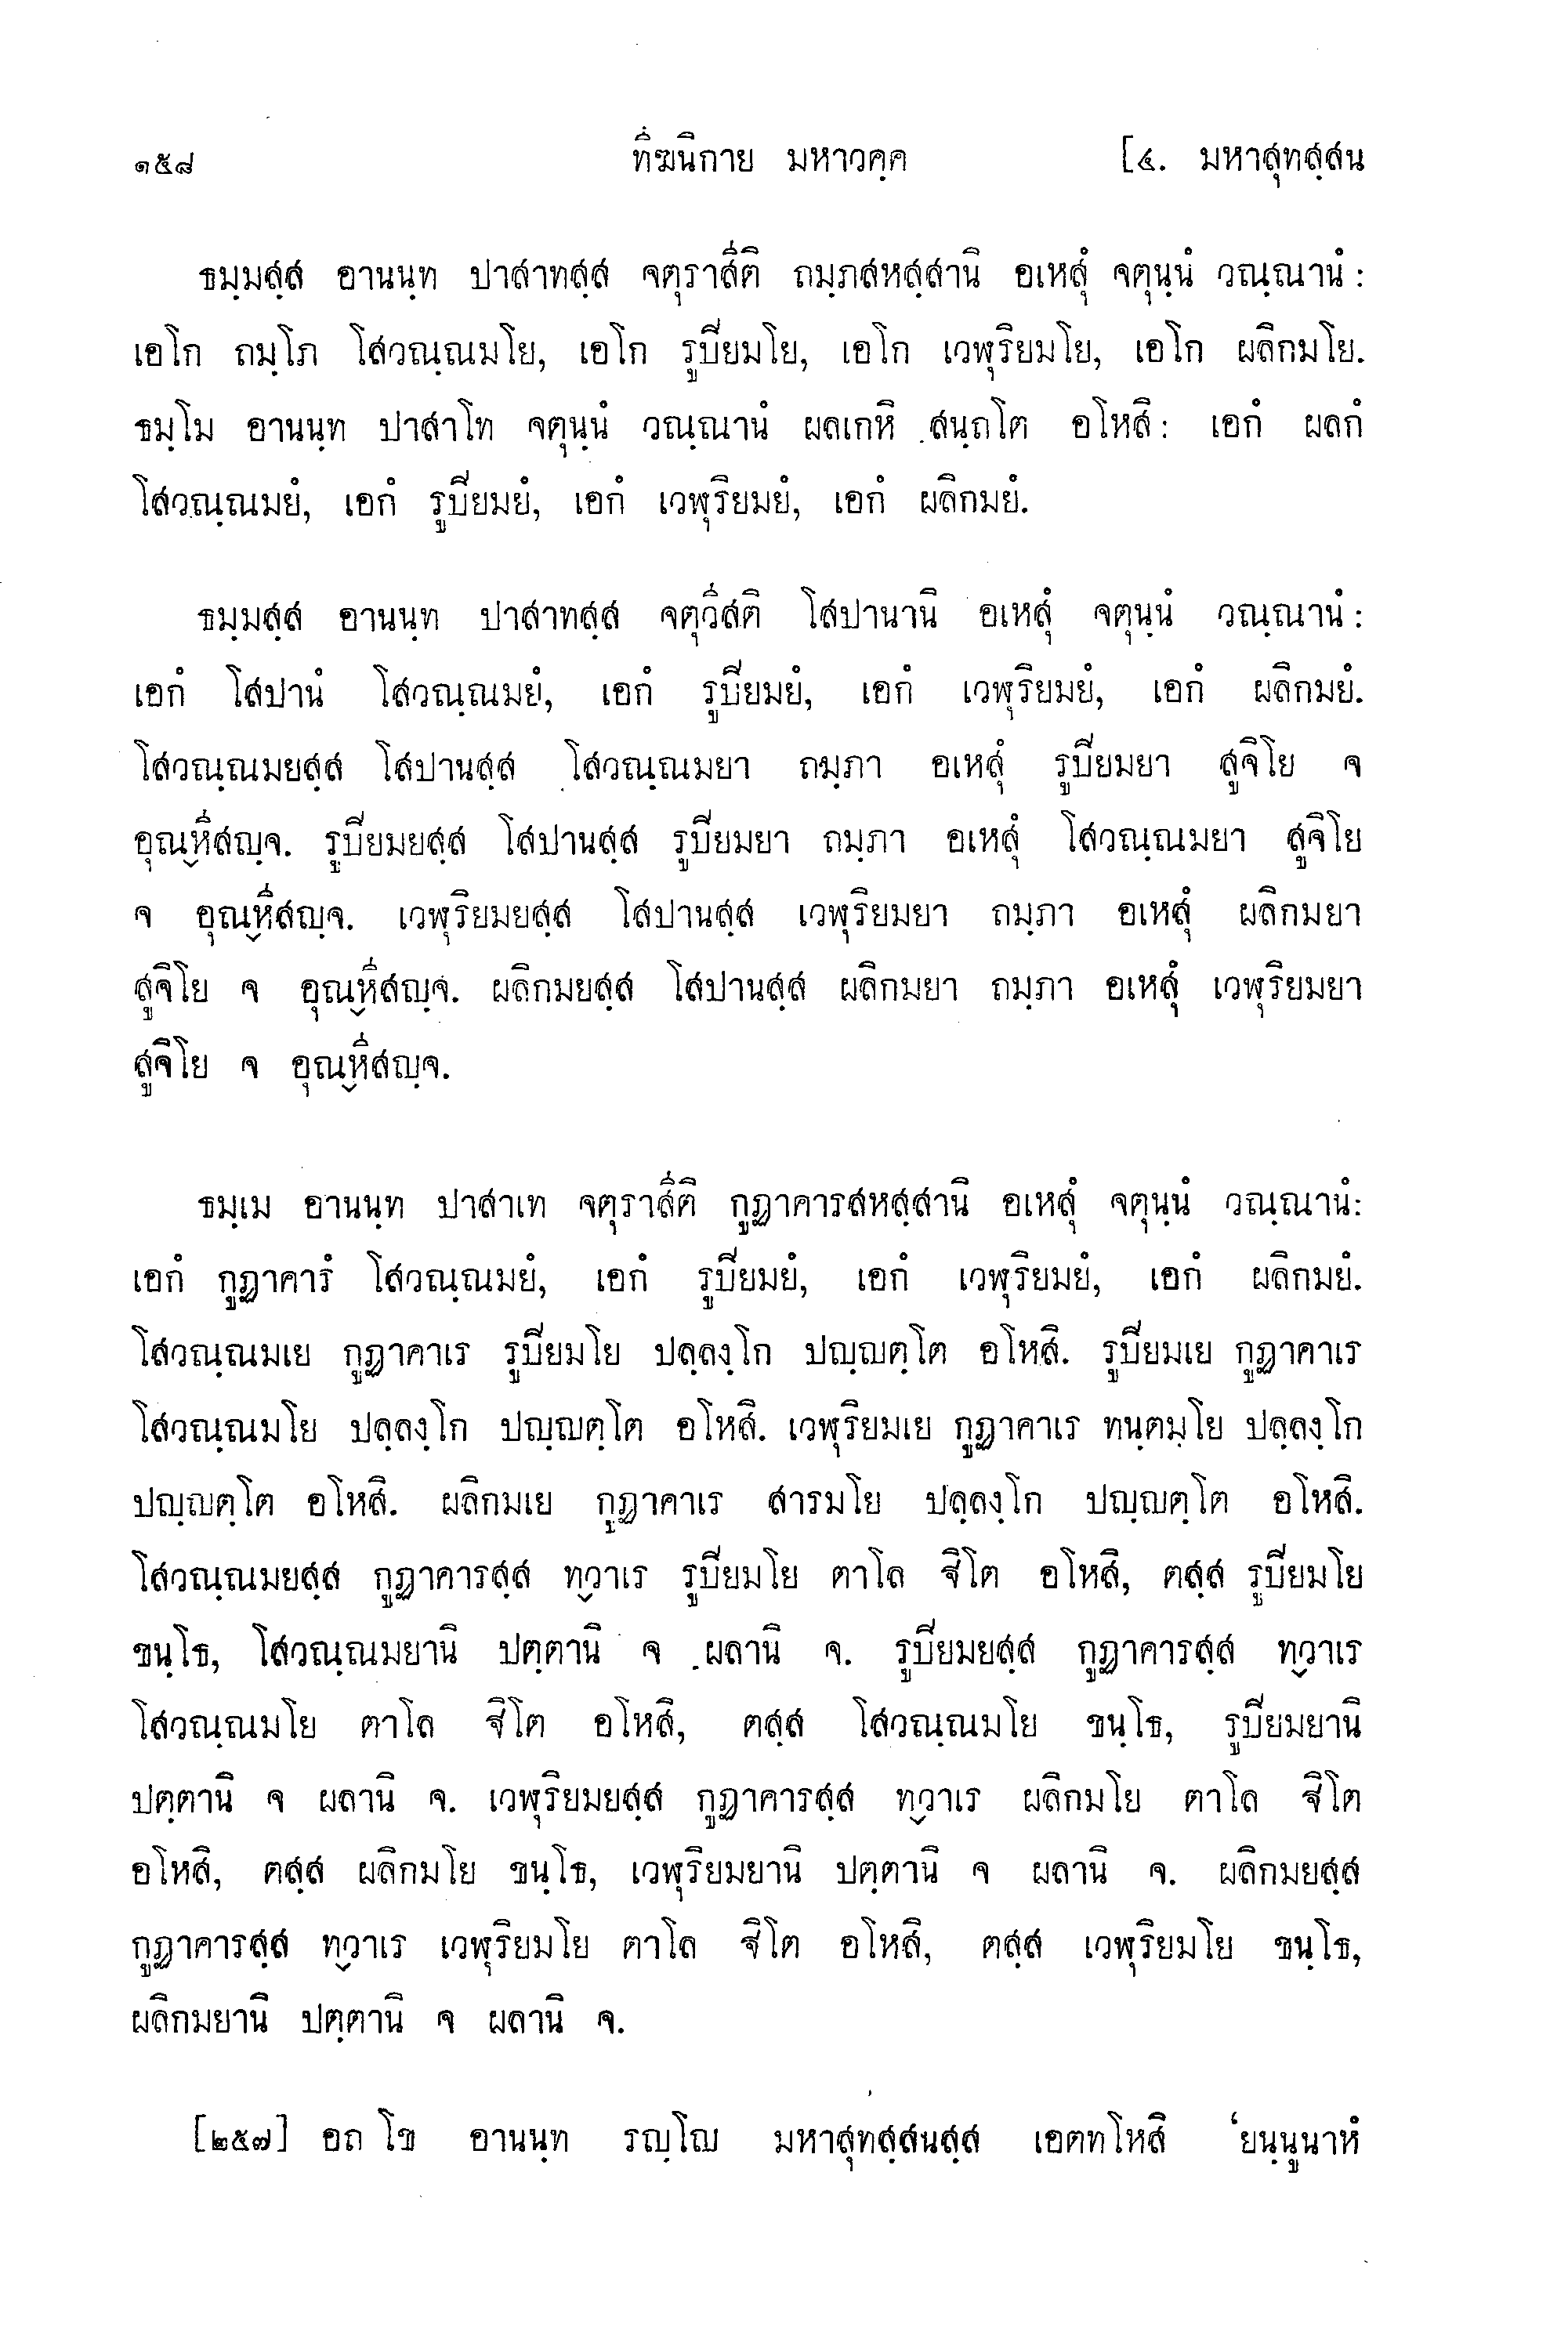 ๑๕๘ ทีฆนิกาย มหาวคฺค [๔. มหาสุทสฺสน
ธมฺมสฺส อานนฺท ปาสาทสฺส จตุราสีติ ถมฺภสหสฺสานิ อเหสุํ จตุนฺนํ วณฺณานํ :
เอโก ถมฺโภ โสวณฺณมโย, เอโก รูปิยมโย, เอโก เวฬุริยมโย, เอโก ผลิกมโย.
ธมฺโม อานนฺท ปาสาโท จตุนฺนํ วณฺณานํ ผลเกหิ สนฺถโต อโหสิ: เอกํ ผลกํ
โสวณฺณมยํ, เอกํ รูปิยมยํ, เอกํ เวฬุริยมยํ, เอกํ ผลิกมยํ.
ธมฺมสฺส อานนฺท ปาสาทสฺส จตุวีสติ โสปานานิ อเหสุํ จตุนฺนํ วณฺณานํ :
เอกํ โสปานํ โสวณฺณมยํ, เอกํ รูปิยมยํ, เอกํ เวฬุริยมยํ, เอกํ ผลิกมยํ.
โสวณฺณมยสฺส โสปานสฺส โสวณฺณมยา ถมฺภา อเหสุํ รูปิยมยา สูจิโย จ
อุณฺหีสญฺจ. รูปิยมยสฺส โสปานสฺส รูปิยมยา ถมฺภา อเหสุํ โสวณฺณมยา สูจิโย
จ อุณฺหีสญฺจ. เวฬุริยมยสฺส โสปานสฺส เวฬุริยมยา ถมฺภา อเหสุํ ผลิกมยา
สูจิโย จ อุณฺหีสญฺจ. ผลิกมยสฺส โสปานสฺส ผลิกมยา ถมฺภา อเหสุํ เวฬุริยมยา
สูจิโย จ อุณฺหีสญฺจ.
ธมฺเม อานนฺท ปาสาเท จตุราสีติ กูฏาคารสหสฺสานิ อเหสุํ จตุนฺนํ วณฺณานํ:
เอกํ กูฏาคารํ โสวณฺณมยํ, เอกํ รูปิยมยํ, เอกํ เวฬุริยมยํ, เอกํ ผลิกมยํ.
โสวณฺณมเย กูฏาคาเร รูปิยมโย ปลฺลงฺโก ปญฺญตฺโต อโหสิ. รูปิยมเย กูฏาคาเร
โสวณฺณมโย ปลฺลงฺโก ปญฺญตฺโต อโหสิ. เวฬุริยมเย กูฏาคาเร ทนฺตมฺโย ปลฺลงฺโก
ปญฺญตฺโต อโหสิ. ผลิกมเย กูฏาคาเร สารมโย ปลฺลงฺโก ปญฺญตฺโต อโหสิ.
โสวณฺณมยสฺส กูฏาคารสฺส ทฺวาเร รูปิยมโย ตาโล ฐิโต อโหสิ, ตสฺส รูปิยมโย
ขนฺโธ, โสวณฺณมยานิ ปตฺตานิ จ ผลานิ จ. รูปิยมยสฺส กูฏาคารสฺส ทฺวาเร
โสวณฺณมโย ตาโล ฐิโต อโหสิ, ตสฺส โสวณฺณมโย ขนฺโธ, รูปิยมยานิ
ปตฺตานิ จ ผลานิ จ. เวฬุริยมยสฺส กูฏาคารสฺส ทฺวาเร ผลิกมโย ตาโล ฐิโต
อโหสิ, ตสฺส ผลิกมโย ขนฺโธ, เวฬุริยมยานิ ปตฺตานิ จ ผลานิ จ. ผลิกมยสฺส
กูฏาคารสฺส ทฺวาเร เวฬุริยมโย ตาโล ฐิโต อโหสิ, ตสฺส เวฬุริยมโย ขนฺโธ,
ผลิกมยานิ ปตฺตานิ จ ผลานิ จ.
[๒๕๗] อถ โข อานนฺท รญฺโญ มหาสุทสฺสนสฺส เอตทโหสิ ‘ยนฺนูนาหํ